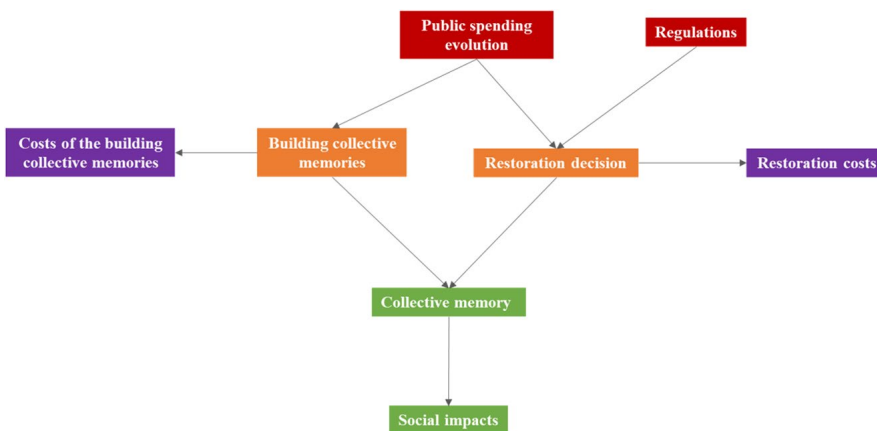 Public spending
evolution
Regulations
Costs of the building
collective memories
Building collective
memories
Restoration decision
Restoration costs
Collective memory
Social impacts